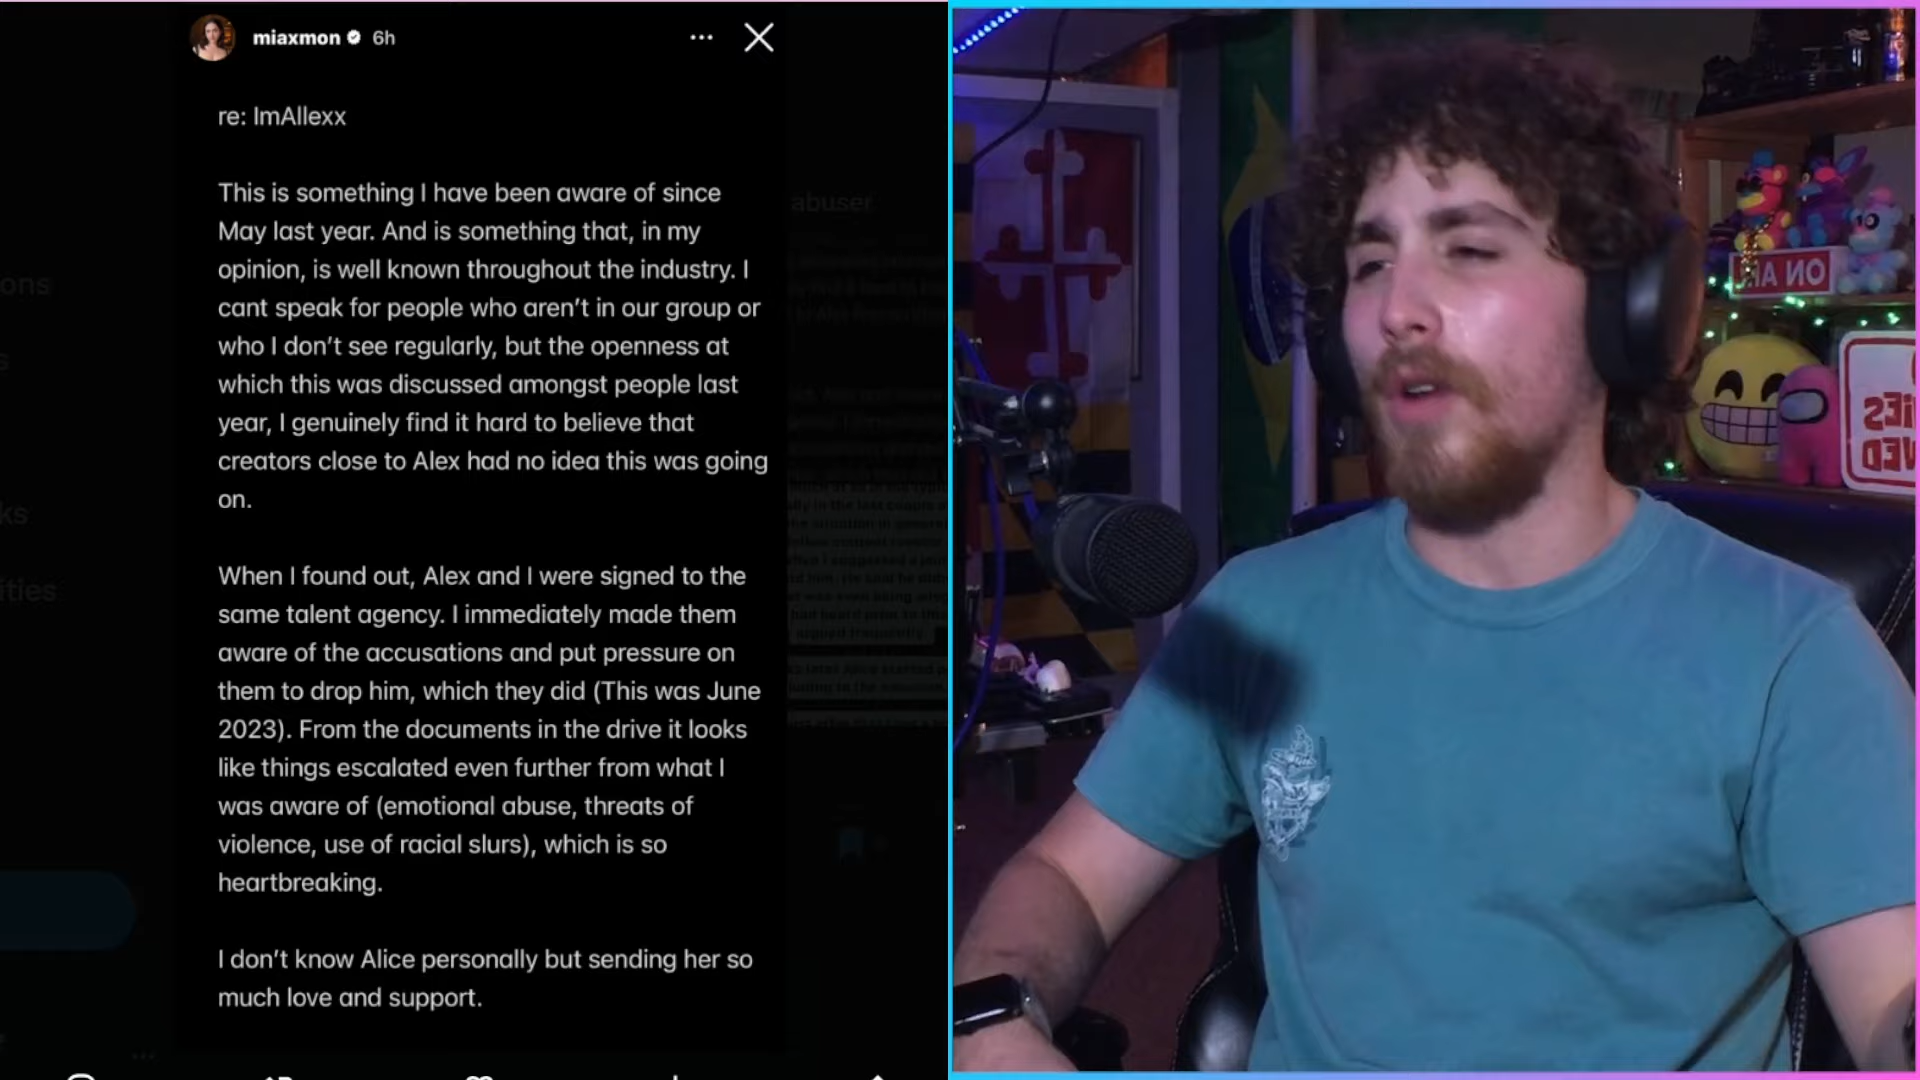 miaxmon 6h
re: ImAllexx
This is something I have been aware of since
May last year. And is something that, in my
opinion, is well known throughout the industry. I
cant speak for people who aren't in our group or
who I don't see regularly, but the openness at
which this was discussed amongst people last
year, I genuinely find it hard to believe that
creators close to Alex had no idea this was going
on.
When I found out, Alex and I were signed to the
same talent agency. I immediately made them
aware of the accusations and put pressure on
them to drop him, which they did (This was June
2023). From the documents in the drive it looks
like things escalated even further from what I
was aware of (emotional abuse, threats of
violence, use of racial slurs), which is so
heartbreaking.
I don't know Alice personally but sending her so
much love and support.
abuser
ons
ks
ities
ON AIR